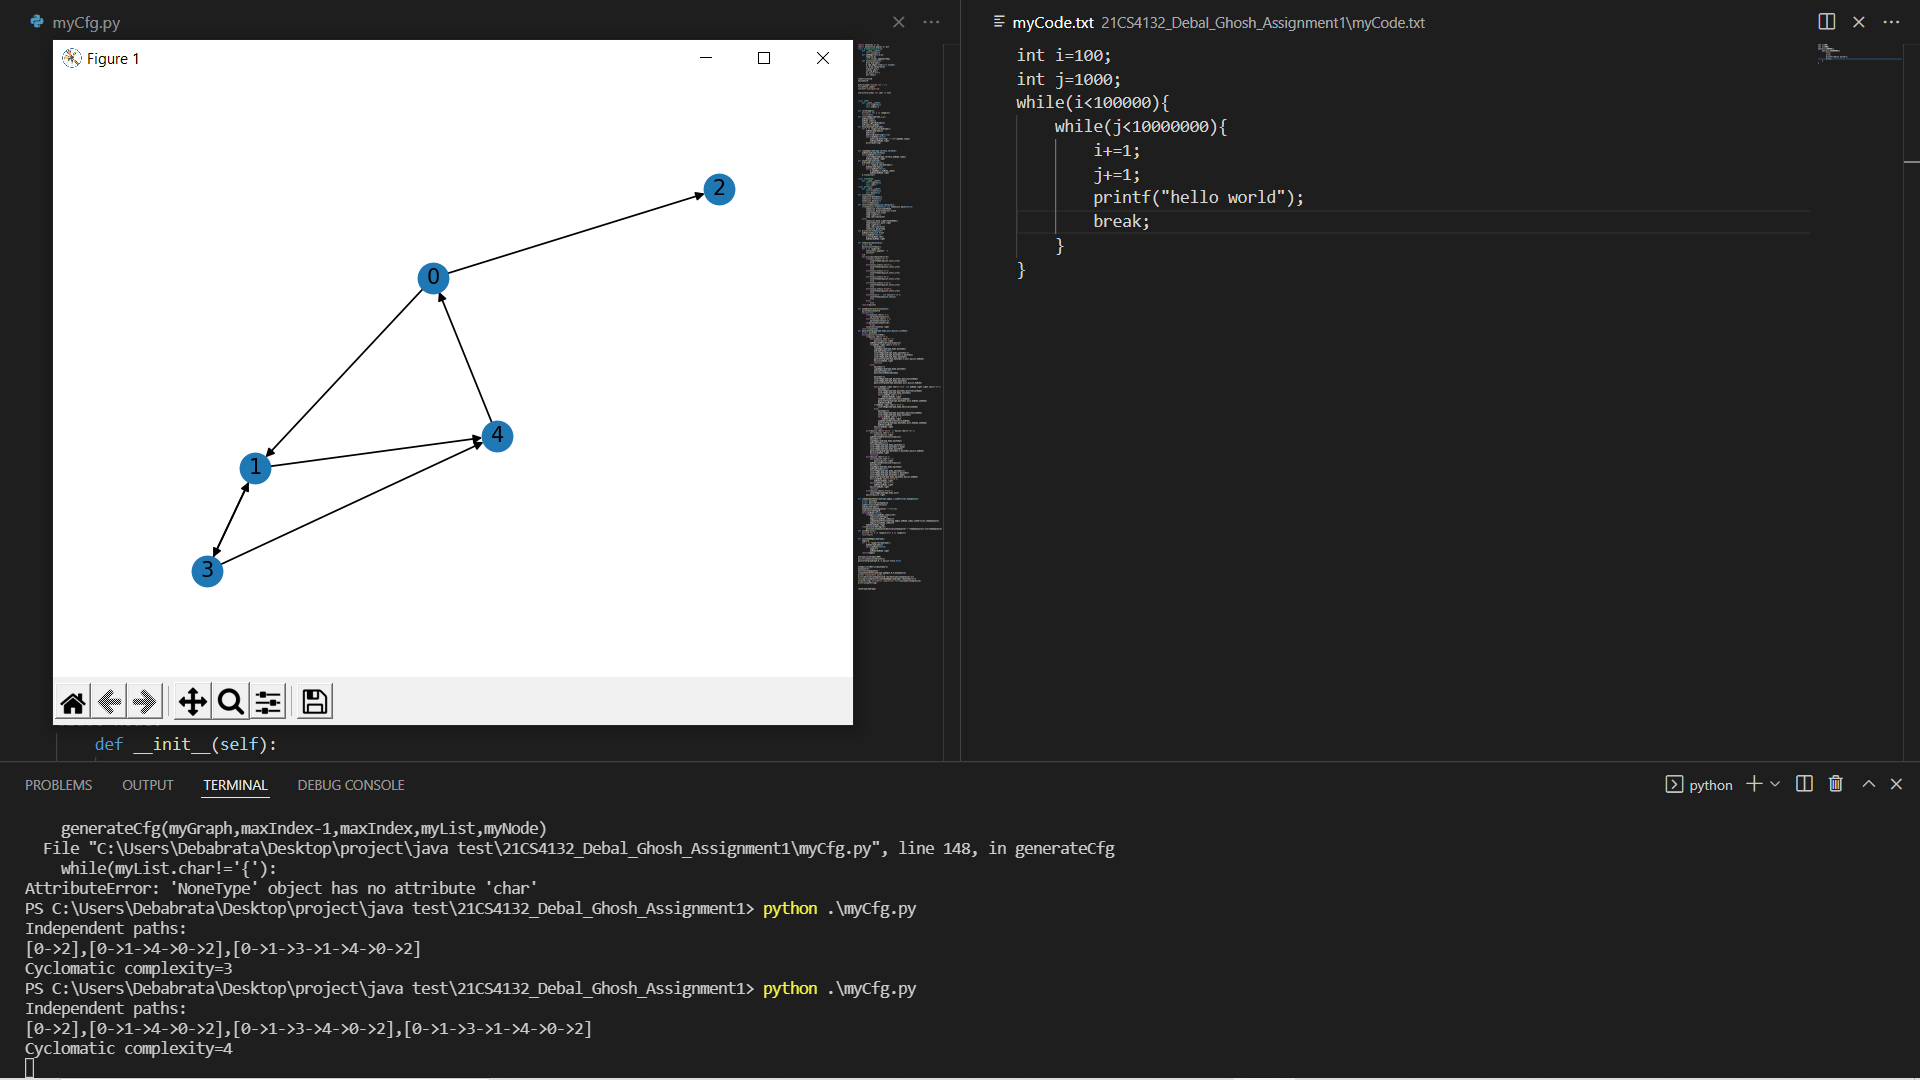 myCfg.py
Figure 1
2
0
4
1
3
def __init__(self):
myCode.txt 21CS4132_Debal_Ghosh_Assignment1\myCode.txt
int i=100;
int j=1000;
while(i<100000){
while(j<10000000){
i+=1;
j+=1;
printf("hello world");
break;
}
}
PROBLEMS OUTPUT TERMINAL DEBUG CONSOLE
python
generateCfg(myGraph,maxIndex-1,maxIndex,myList,myNode)
File "C:\Users\Debabrata\Desktop\project\java test\21CS4132_Debal_Ghosh_Assignment1\myCfg.py", line 148, in generateCfg
while(myList.char!='{'):
AttributeError: 'NoneType' object has no attribute 'char'
PS C:\Users\Debabrata\Desktop\project\java test\21CS4132_Debal_Ghosh_Assignment1> python .\myCfg.py
Independent paths:
[0->2],[0->1->4->0->2],[0->1->3->1->4->0->2]
Cyclomatic complexity=3
PS C:\Users\Debabrata\Desktop\project\java test\21CS4132_Debal_Ghosh_Assignment1> python .\myCfg.py
Independent paths:
[0->2],[0->1->4->0->2],[0->1->3->4->0->2],[0->1->3->1->4->0->2]
Cyclomatic complexity=4